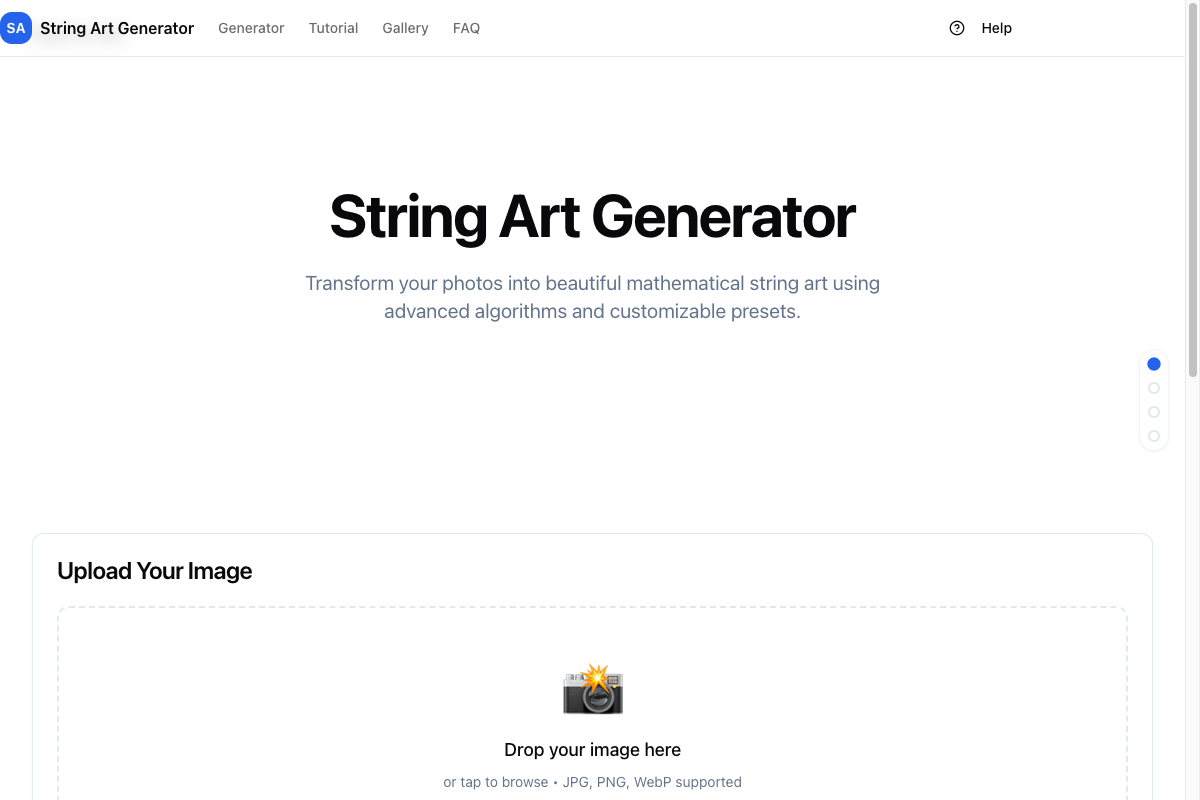 SA String Art Generator Generator Tutorial Gallery FAQ Help
String Art Generator
Transform your photos into beautiful mathematical string art using
advanced algorithms and customizable presets.
Upload Your Image
Drop your image here
or tap to browse • JPG, PNG, WebP supported